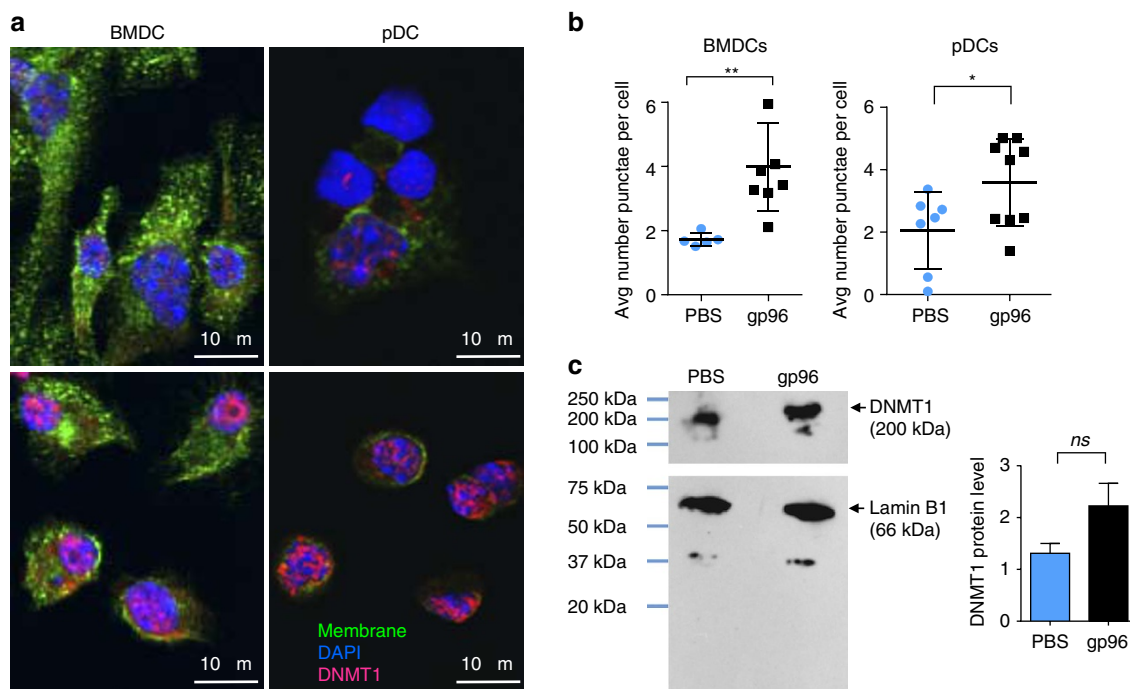 a
BMDC
pDC
10 m
10 m
10 m
Membrane
DAPI
DNMT1
10 m
b
BMDCs
pDCs
**
*
Avg number punctae per cell
6
4
2
0
PBS
gp96
Avg number punctae per cell
6
4
2
0
PBS
gp96
c
PBS
gp96
250 kDa
200 kDa
100 kDa
DNMT1
(200 kDa)
75 kDa
50 kDa
37 kDa
20 kDa
Lamin B1
(66 kDa)
ns
DNMT1 protein level
3
2
1
0
PBS
gp96